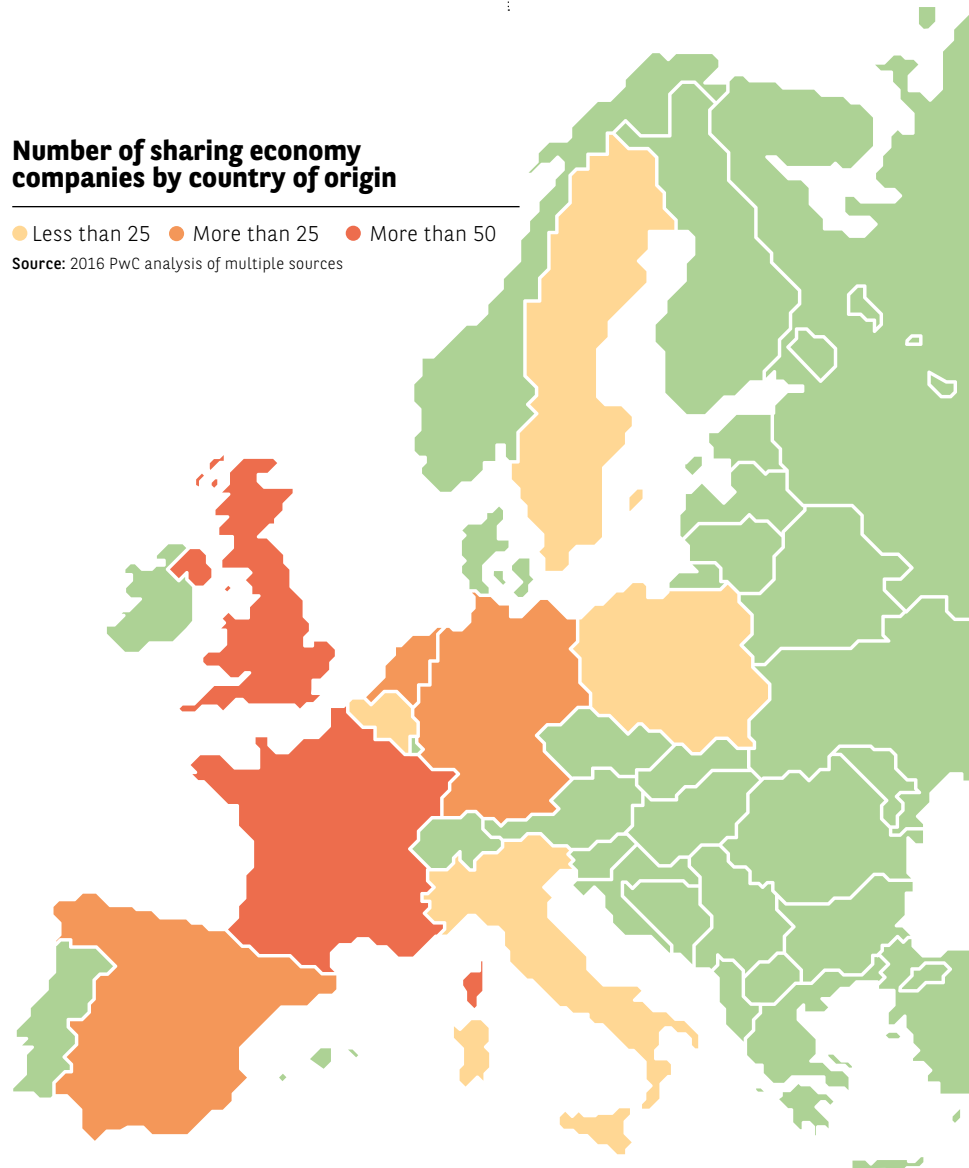 Number of sharing economy
companies by country of origin
Less than 25 More than 25 More than 50
Source: 2016 PwC analysis of multiple sources